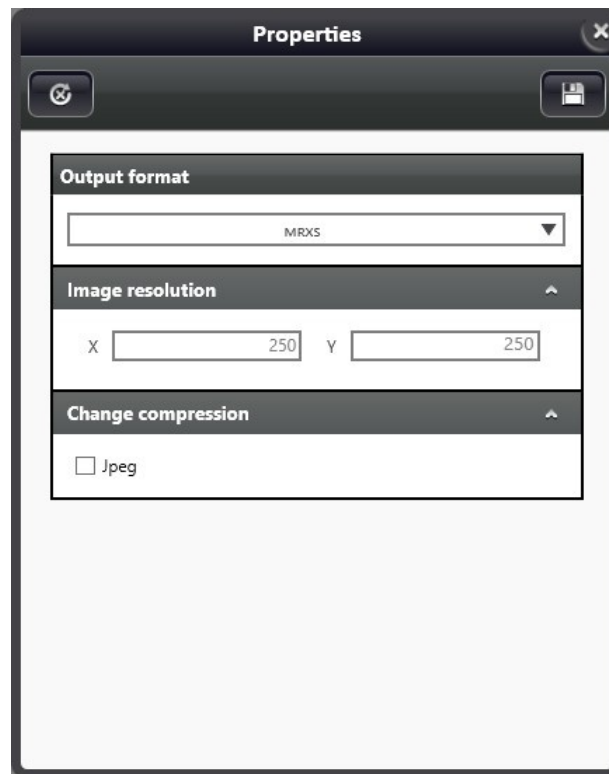 Properties
Output format
MRXS
Image resolution
X 250 Y 250
Change compression
Jpeg